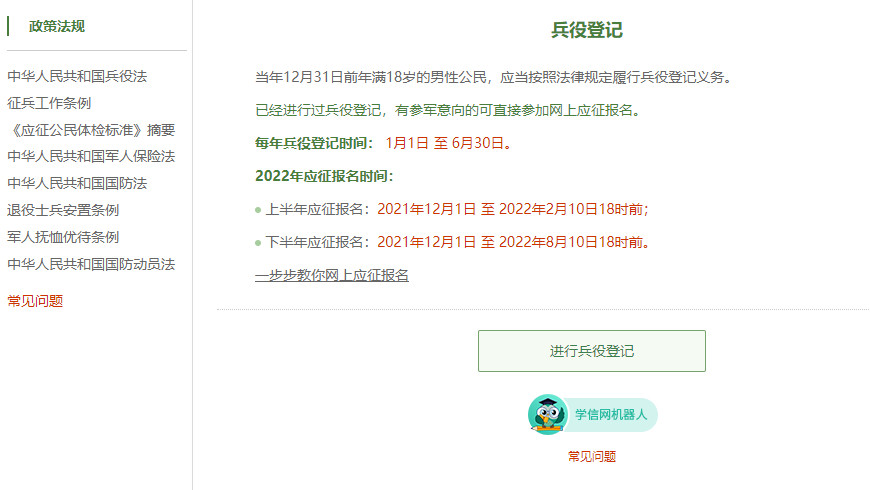 政策法规
中华人民共和国兵役法
征兵工作条例
《应征公民体检标准》摘要
中华人民共和国军人保险法
中华人民共和国国防法
退役士兵安置条例
军人抚恤优待条例
中华人民共和国国防动员法
常见问题
兵役登记
当年12月31日前年满18岁的男性公民，应当按照法律规定履行兵役登记义务。
已经进行过兵役登记，有参军意向的可直接参加网上应征报名。
每年兵役登记时间： 1月1日 至 6月30日。
2022年应征报名时间：
上半年应征报名：2021年12月1日 至 2022年2月10日18时前；
下半年应征报名：2021年12月1日 至 2022年8月10日18时前。
一步步教你网上应征报名
进行兵役登记
学信网机器人
常见问题